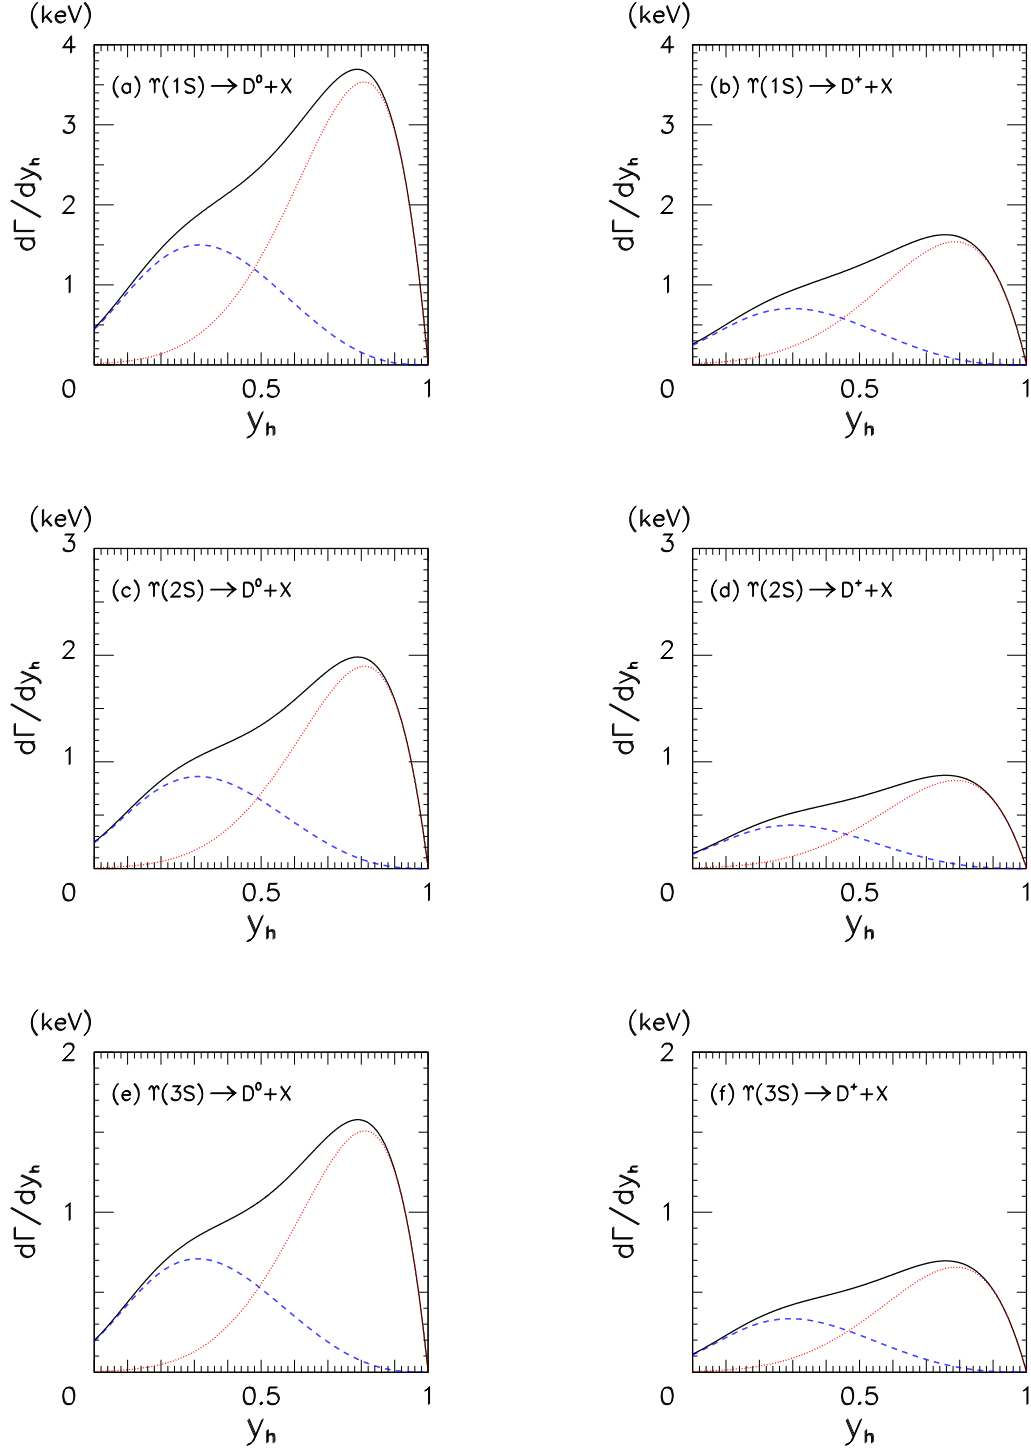 (keV)
4
3
2
1
0
0.5
1
(a) ϒ(1S)→D⁰+X
dΓ/dyₕ
yₕ
(keV)
4
3
2
1
0
0.5
1
(b) ϒ(1S)→D⁺+X
dΓ/dyₕ
yₕ
(keV)
3
2
1
0
0.5
1
(c) ϒ(2S)→D⁰+X
dΓ/dyₕ
yₕ
(keV)
3
2
1
0
0.5
1
(d) ϒ(2S)→D⁺+X
dΓ/dyₕ
yₕ
(keV)
2
1
0
0.5
1
(e) ϒ(3S)→D⁰+X
dΓ/dyₕ
yₕ
(keV)
2
1
0
0.5
1
(f) ϒ(3S)→D⁺+X
dΓ/dyₕ
yₕ